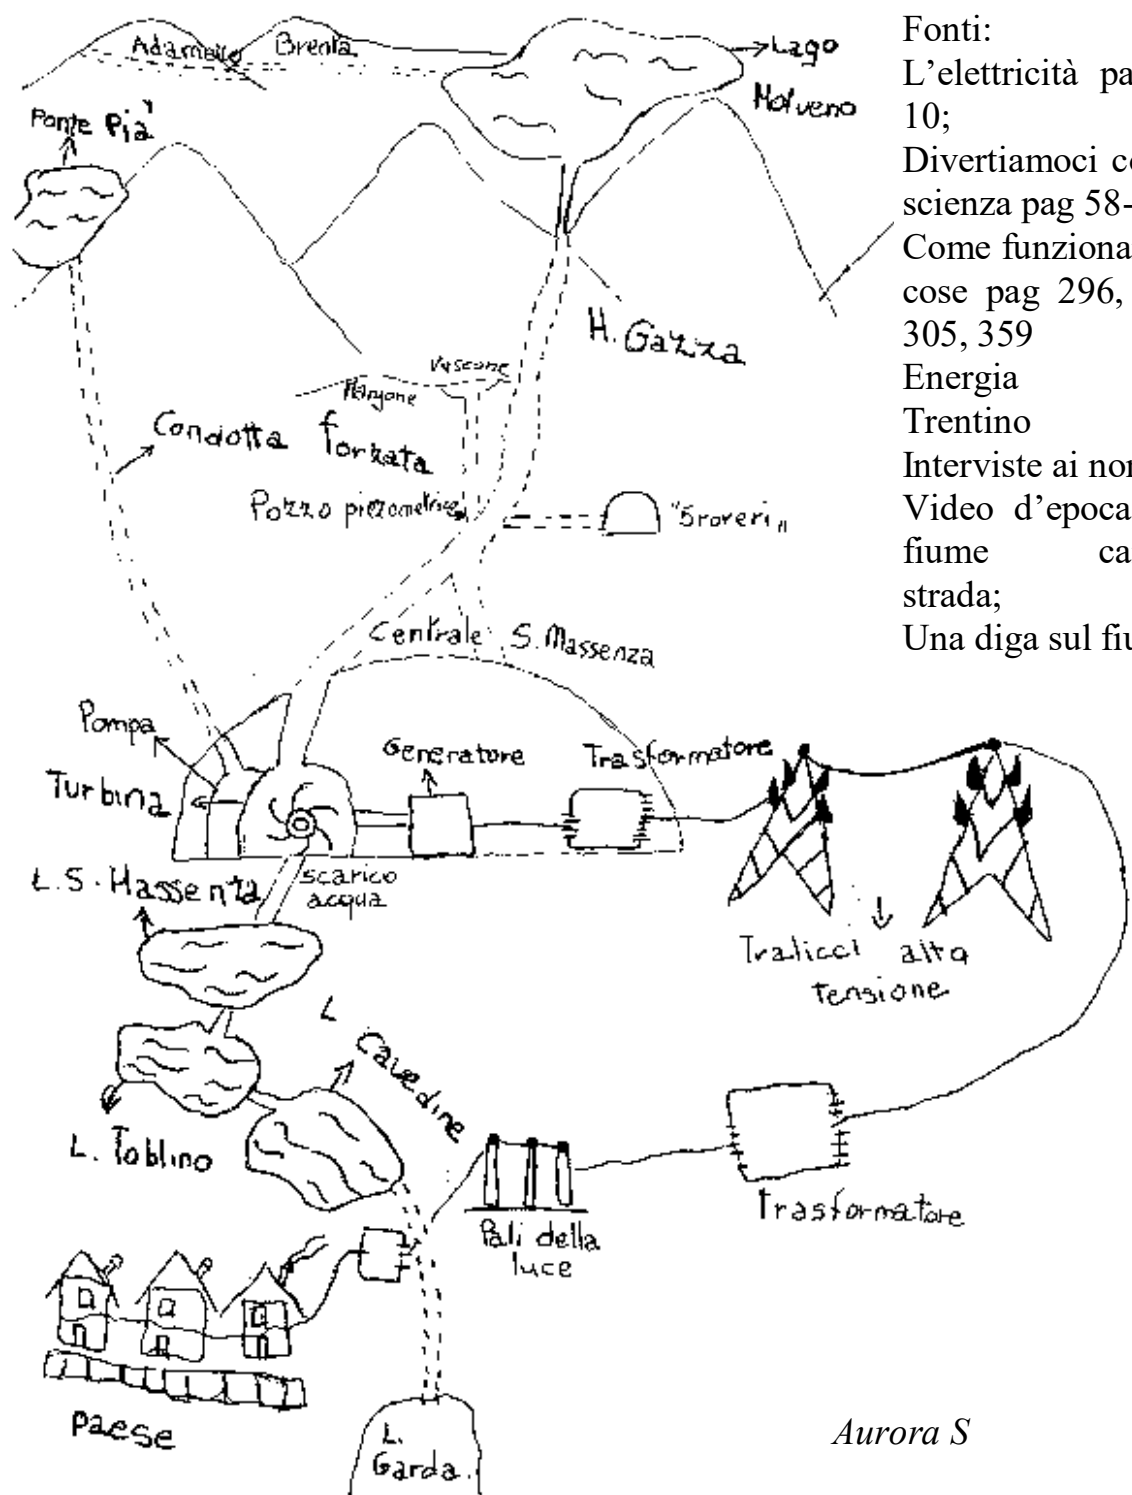 Adamello
Brenta
Lago
Molveno
Ponte Pià
M. Gazza
Vascone
Margone
Condotta forzata
Pozzo piezometrico
"Sroveri"
Centrale S. Massenza
Pompa
Turbina
Generatore
Trasformatore
L. S. Massenza
scarico
acqua
Tralicci alta
tensione
L. Cavedine
L. Toblino
Pali della
luce
Trasformatore
paese
L.
Garda
Fonti:
L’elettricità pa
10;
Divertiamoci co
scienza pag 58-
Come funziona
cose pag 296,
305, 359
Energia
Trentino
Interviste ai non
Video d’epoca
fiume ca
strada;
Una diga sul fiu
Aurora S